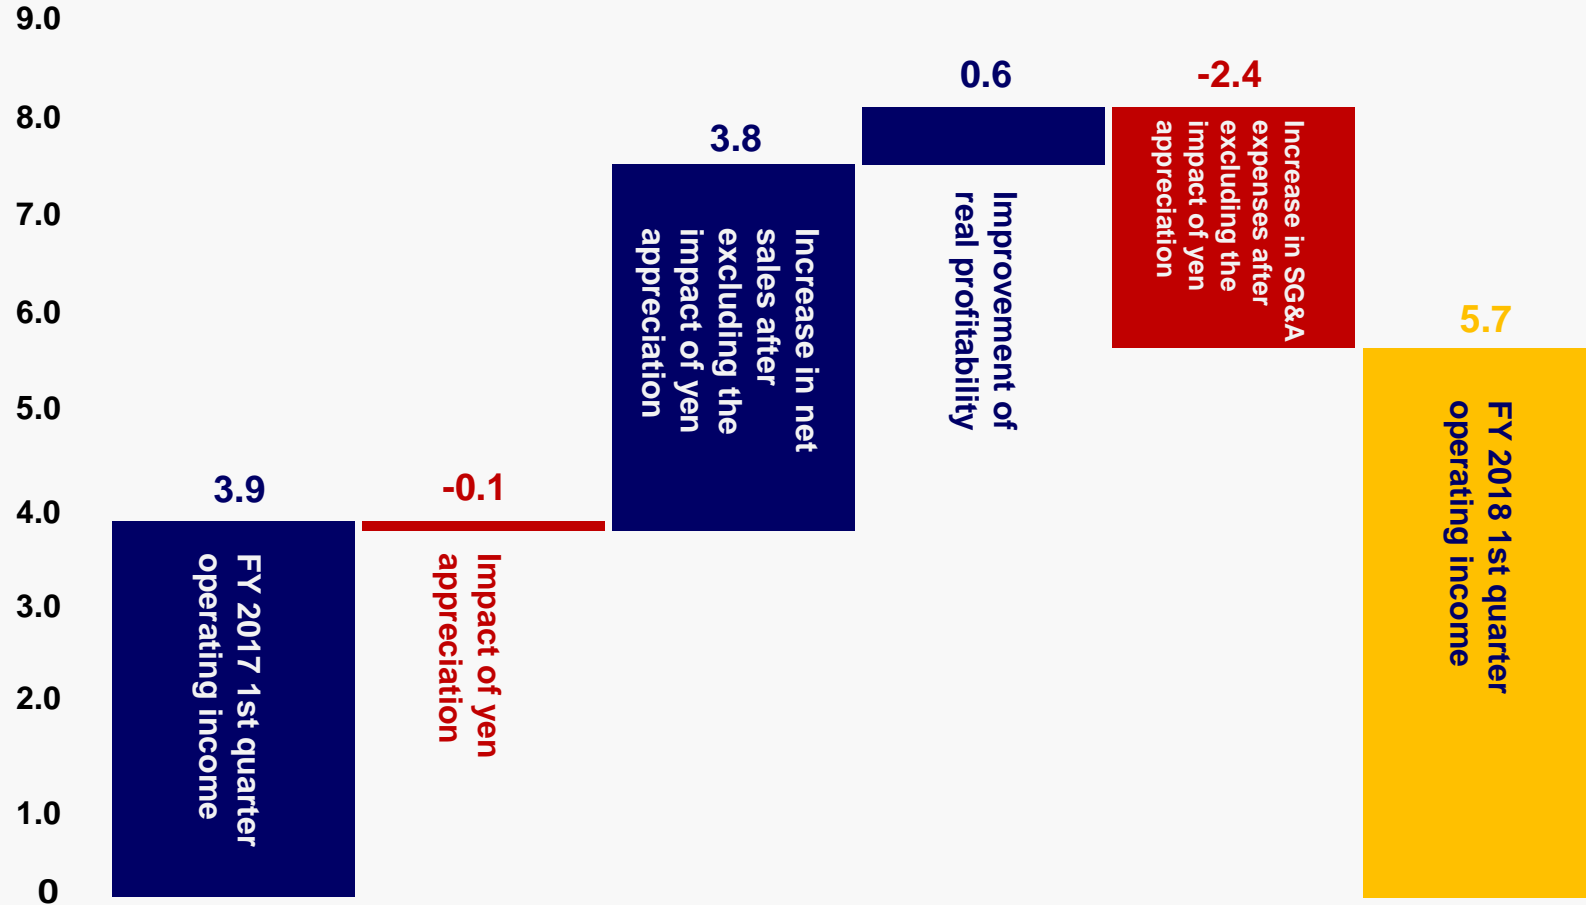 9.0
8.0
7.0
6.0
5.0
4.0
3.0
2.0
1.0
0
3.9
FY 2017 1st quarter
operating income
-0.1
Impact of yen
appreciation
3.8
Increase in net
sales after
excluding the
impact of yen
appreciation
0.6
Improvement of
real profitability
-2.4
Increase in SG&A
expenses after
excluding the
impact of yen
appreciation
5.7
FY 2018 1st quarter
operating income